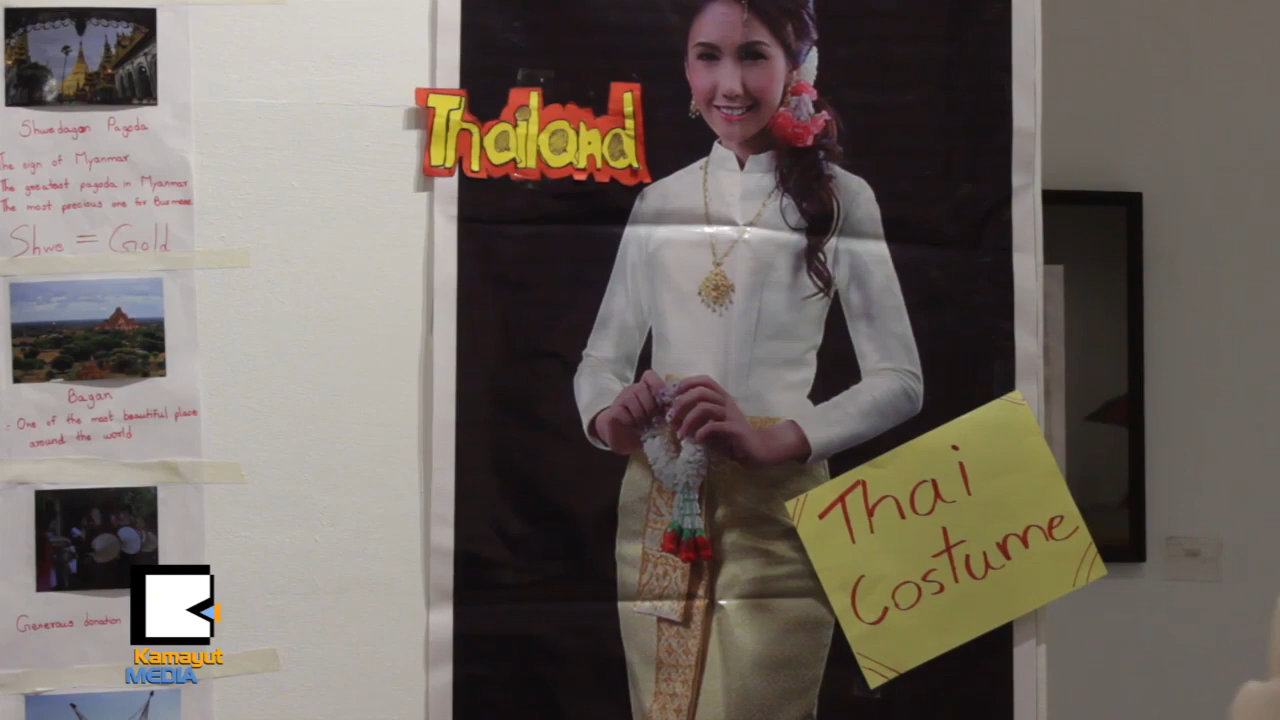 Shwedagon Pagoda
The sign of Myanmar
The greatest pagoda in Myanmar
The most precious one for Burmese
Shwe = Gold
Bagan
: One of the most beautiful place
around the world
Generous donation
Kamayut
MEDIA
Thailand
Thai
Costume